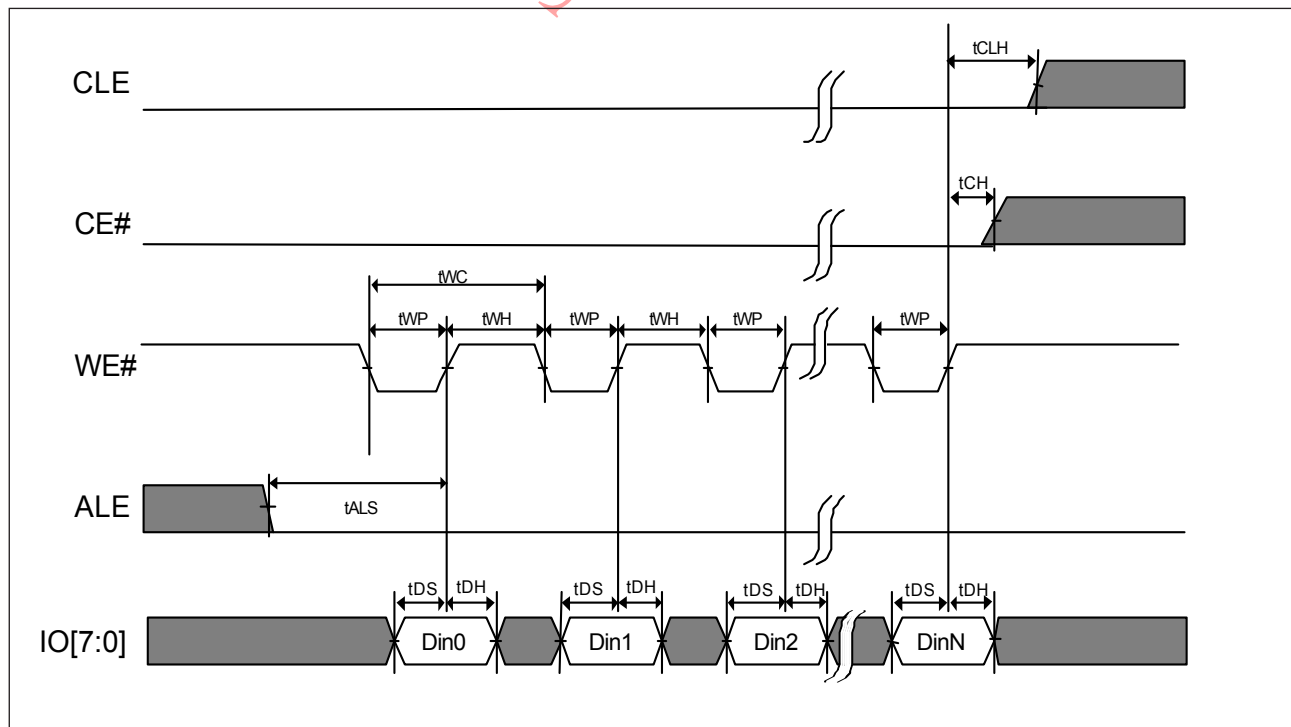 tCLH
CLE
tCH
CE#
tWC
tWP tWH tWP tWH tWP tWP
WE#
ALE
tALS
tDS tDH tDS tDH tDS tDH tDS tDH
IO[7:0] Din0 Din1 Din2 DinN